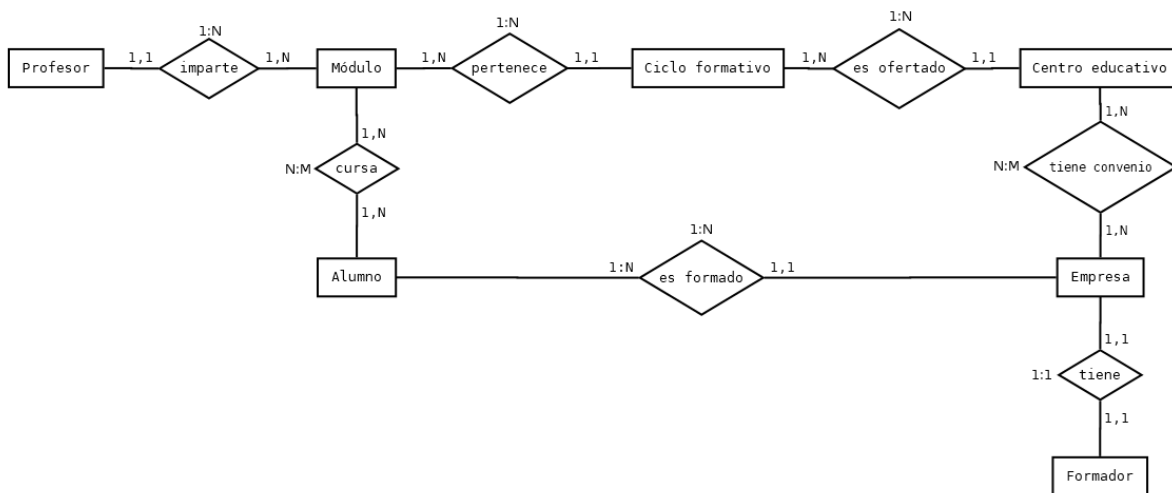 1:N 1:N 1:N
Profesor 1,1 imparte 1,N Módulo 1,N pertenece 1,1 Ciclo formativo 1,N es ofertado 1,1 Centro educativo
1,N 1,N
N:M cursa N:M tiene convenio
1,N 1,N
1:N
Alumno 1:N es formado 1,1 Empresa
1,1
1:1 tiene
1,1
Formador